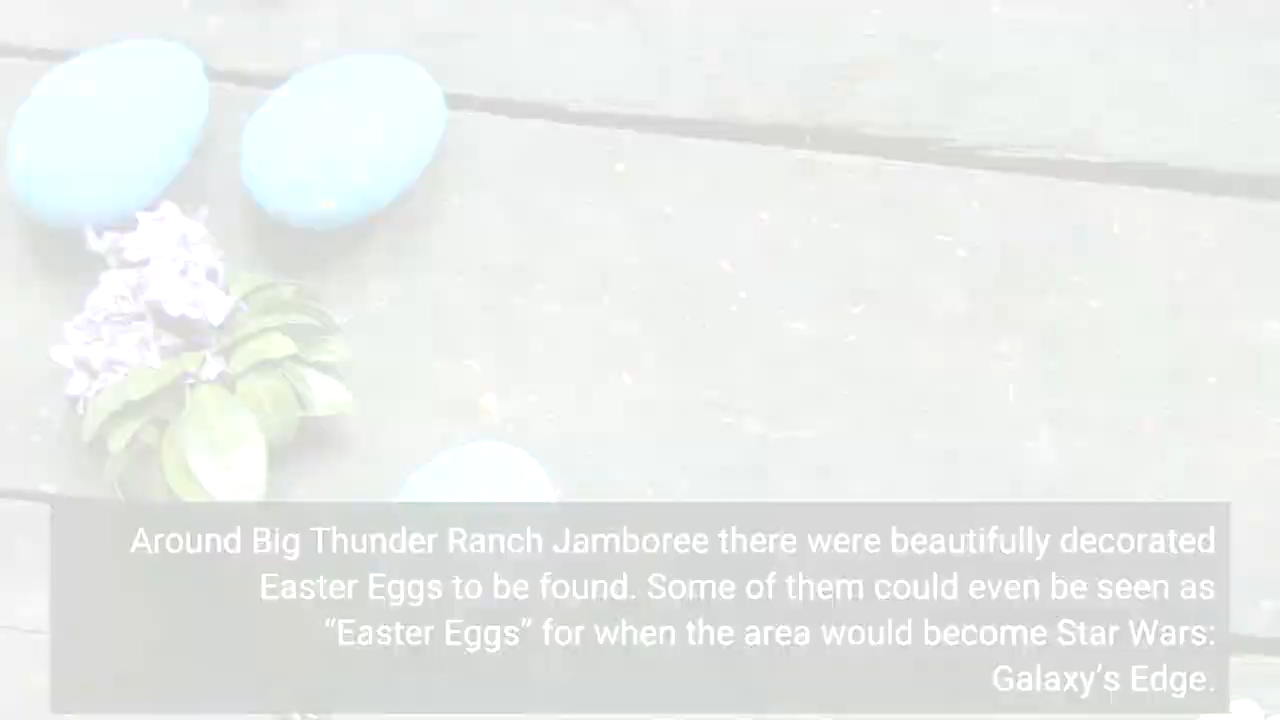 Around Big Thunder Ranch Jamboree there were beautifully decorated
Easter Eggs to be found. Some of them could even be seen as
“Easter Eggs” for when the area would become Star Wars:
Galaxy’s Edge.